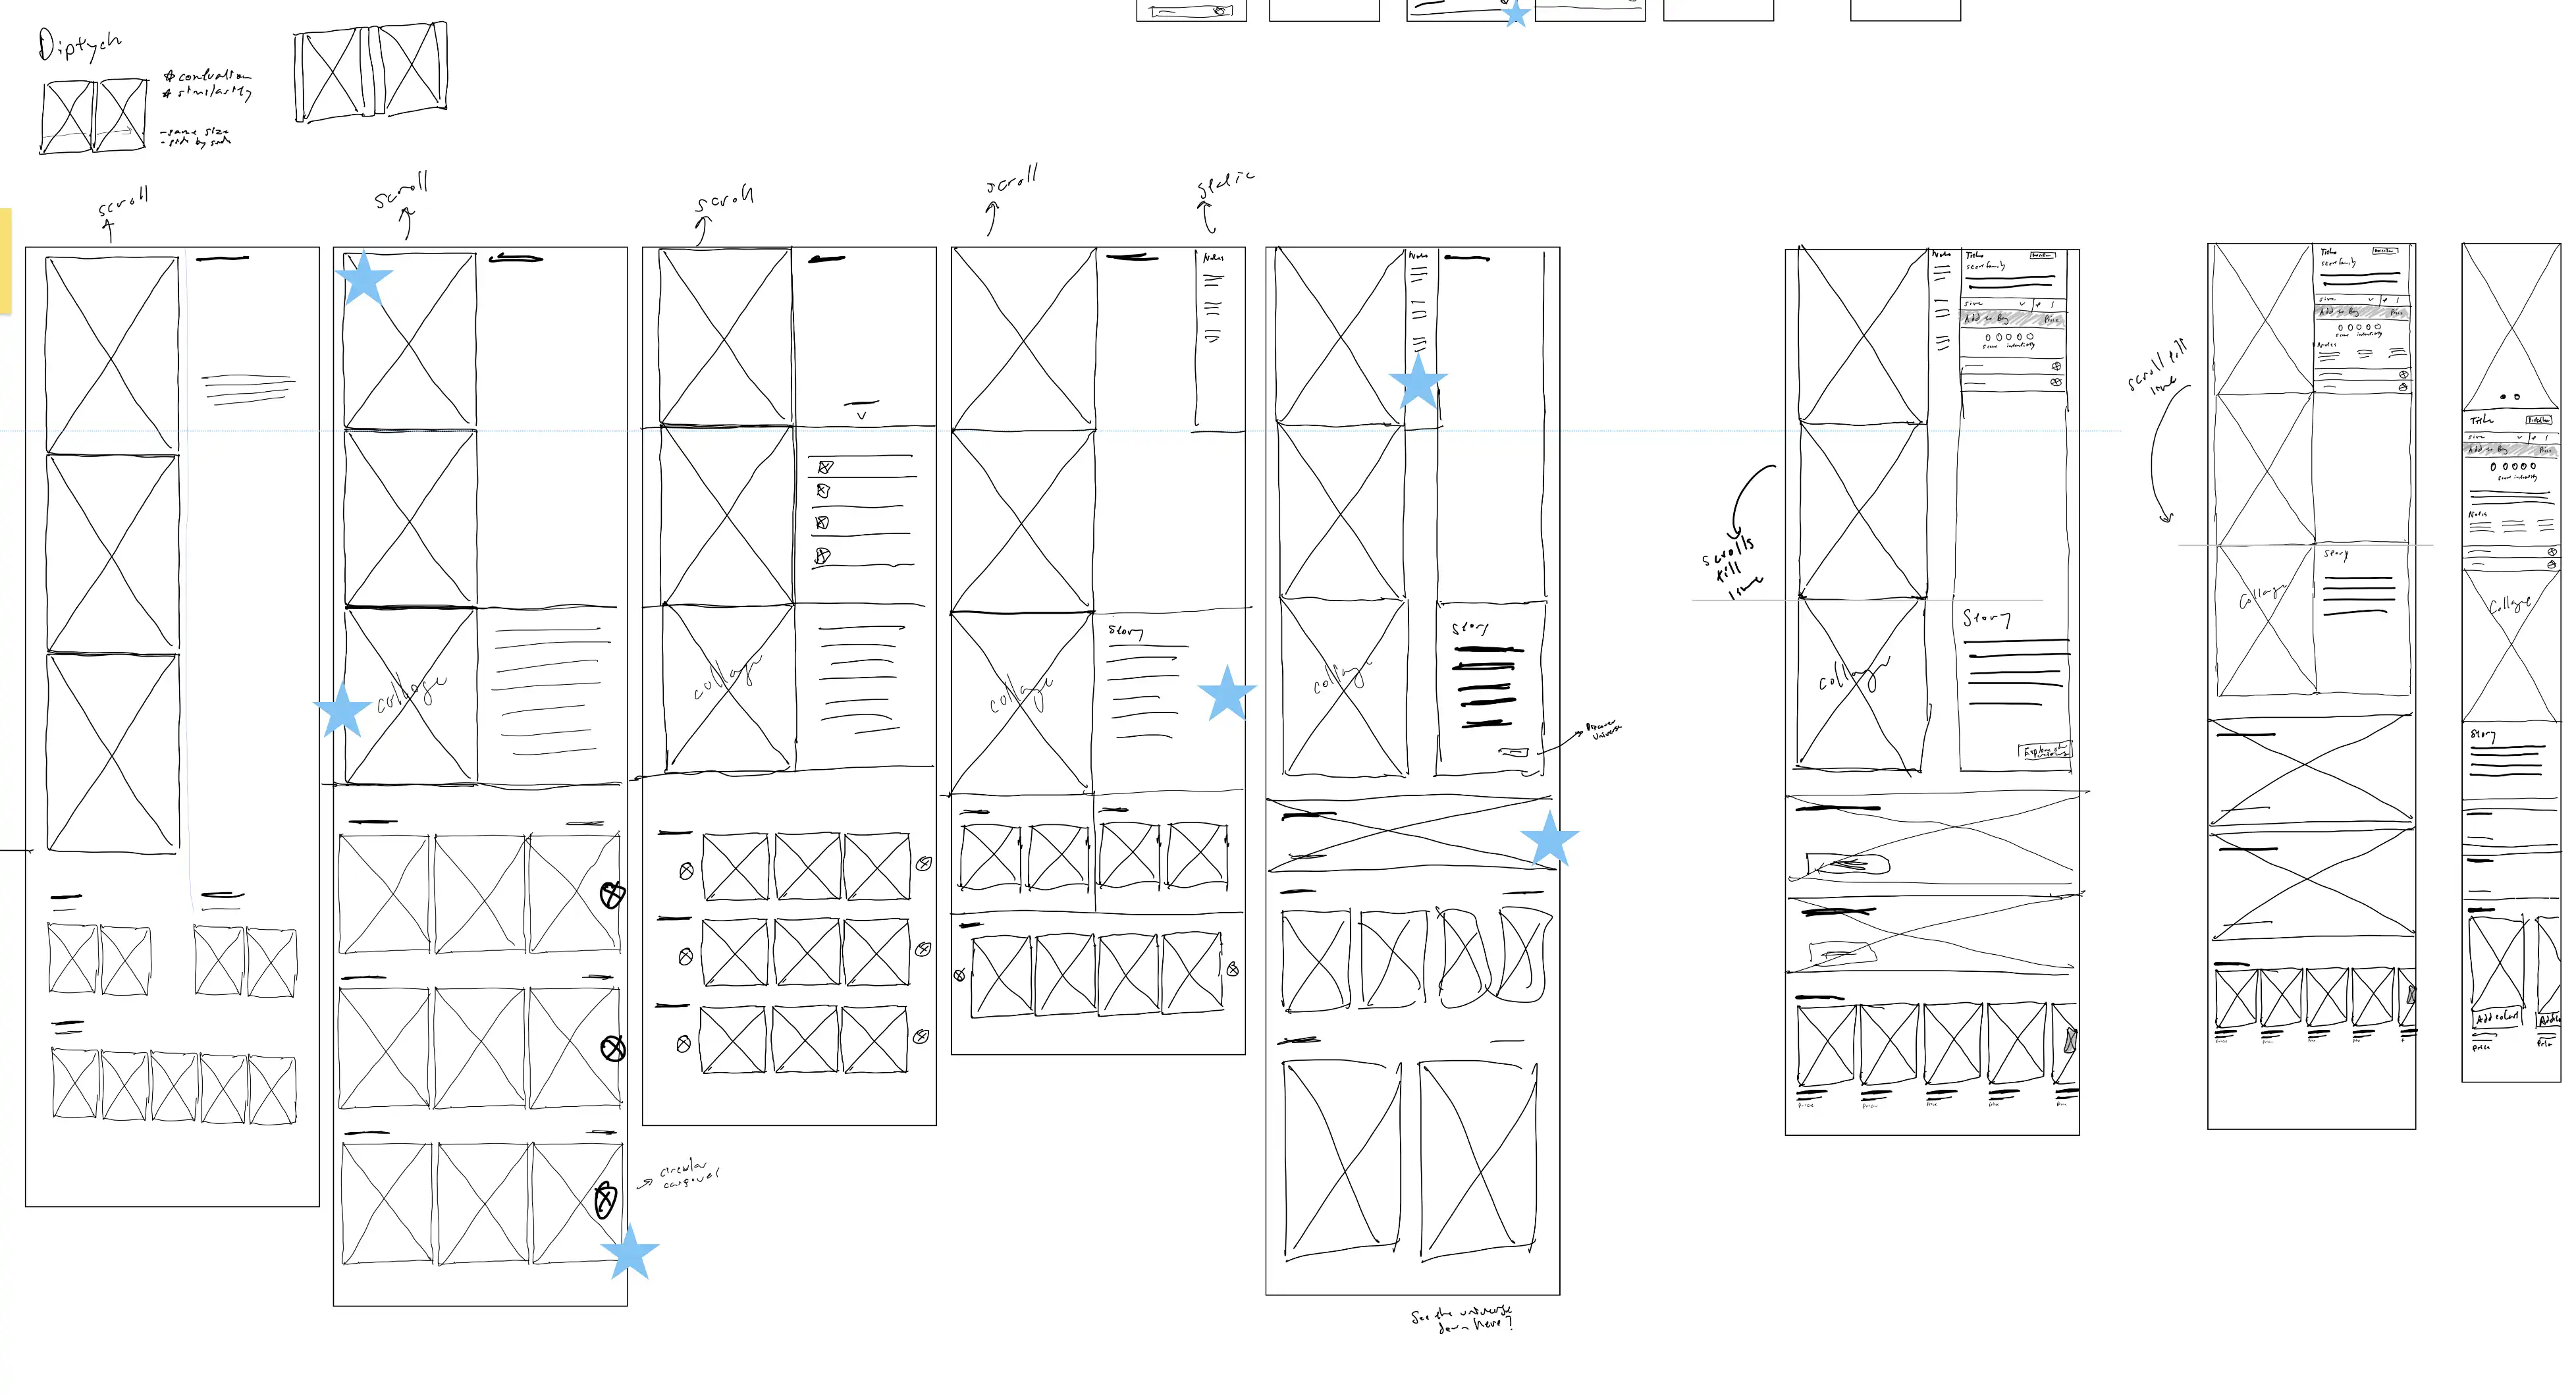 Diptych
* similarity
- same size
- side by side
scroll
scroll
scroll
scroll
static
Notes
Story
collage
collage
collage
circular
carousel
Notes
Story
collage
Discover
Universe
See the universe
down here?
scrolls
till
line
Notes
Title
scent family
Size
Add to Bag
Price
scent intensity
Story
collage
Explore the
Price
scroll till
line
Title
scent family
Size
Add to Bag
Price
scent intensity
Notes
Story
Collage
Title
Size
Add to Bag
Price
scent intensity
Notes
Collage
Story
Add to Cart
Price
Price